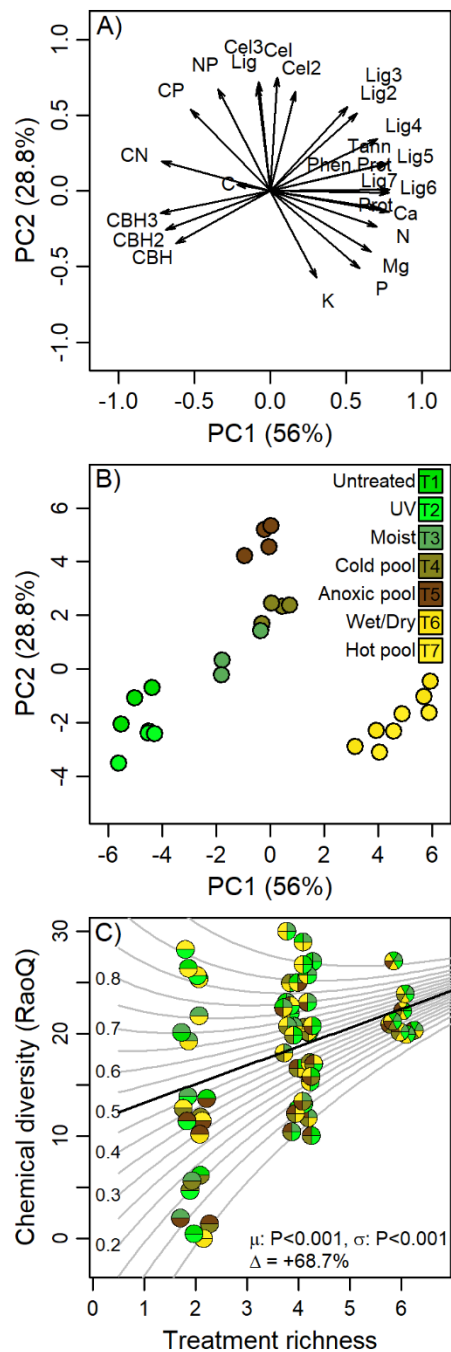 A)
1.0
0.5
0.0
-0.5
-1.0
PC2 (28.8%)
Cel3 Cel
NP Lig Cel2
CP
Lig3
Lig2
Lig4
Tann
CN
Phen.Prot Lig5
C
Lig7 Lig6
Prot Ca
CBH3
N
CBH2
CBH
Mg
K
P
-1.0 -0.5 0.0 0.5 1.0
PC1 (56%)
B)
6
4
2
0
-2
-4
PC2 (28.8%)
Untreated T1
UV T2
Moist T3
Cold pool T4
Anoxic pool T5
Wet/Dry T6
Hot pool T7
-6 -4 -2 0 2 4 6
PC1 (56%)
C)
30
20
10
0
Chemical diversity (RaoQ)
0.8
0.7
0.6
0.5
0.4
0.3
0.2
μ: P<0.001, σ: P<0.001
Δ = +68.7%
0 1 2 3 4 5 6
Treatment richness